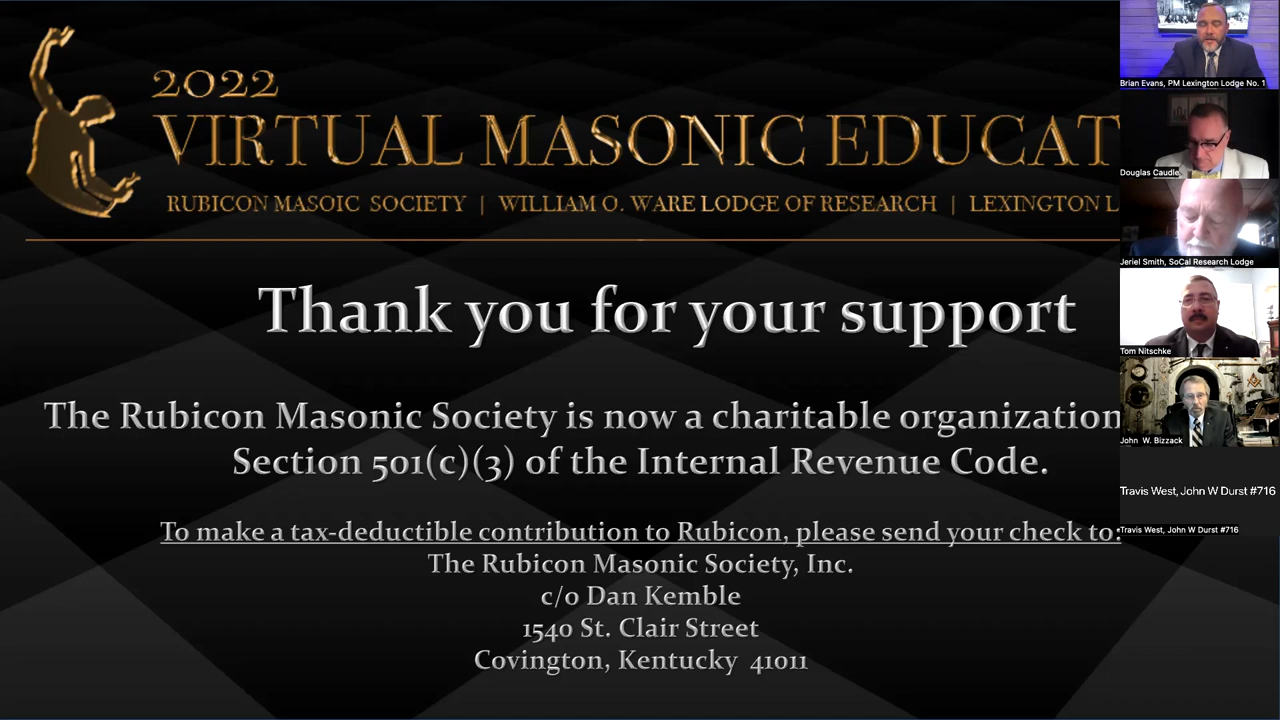 2022
VIRTUAL MASONIC EDUCAT
RUBICON MASOIC SOCIETY | WILLIAM O. WARE LODGE OF RESEARCH | LEXINGTON L
Thank you for your support
The Rubicon Masonic Society is now a charitable organization
Section 501(c)(3) of the Internal Revenue Code.
To make a tax-deductible contribution to Rubicon, please send your check to:
The Rubicon Masonic Society, Inc.
c/o Dan Kemble
1540 St. Clair Street
Covington, Kentucky 41011
Brian Evans, PM Lexington Lodge No. 1
Douglas Caudle
Jeriel Smith, SoCal Research Lodge
Tom Nitschke
John W. Bizzack
Travis West, John W Durst #716
Travis West, John W Durst #716